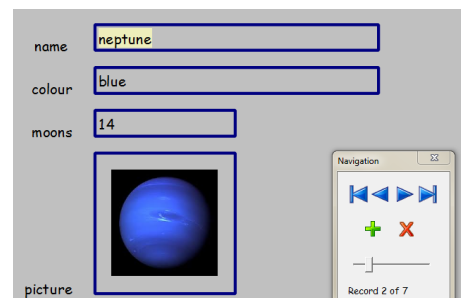 name neptune
colour blue
moons 14
picture
Navigation
Record 2 of 7